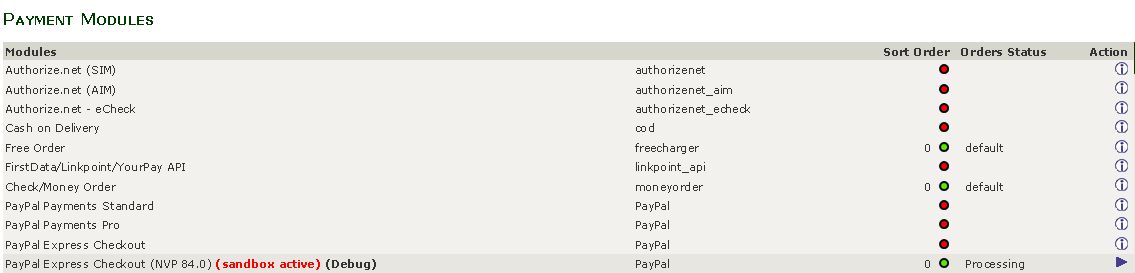 PAYMENT MODULES
Modules Sort Order Orders Status Action
Authorize.net (SIM) authorizenet
Authorize.net (AIM) authorizenet_aim
Authorize.net - eCheck authorizenet_echeck
Cash on Delivery cod
Free Order freecharger 0 default
FirstData/Linkpoint/YourPay API linkpoint_api
Check/Money Order moneyorder 0 default
PayPal Payments Standard PayPal
PayPal Payments Pro PayPal
PayPal Express Checkout PayPal
PayPal Express Checkout (NVP 84.0) (sandbox active) (Debug) PayPal 0 Processing